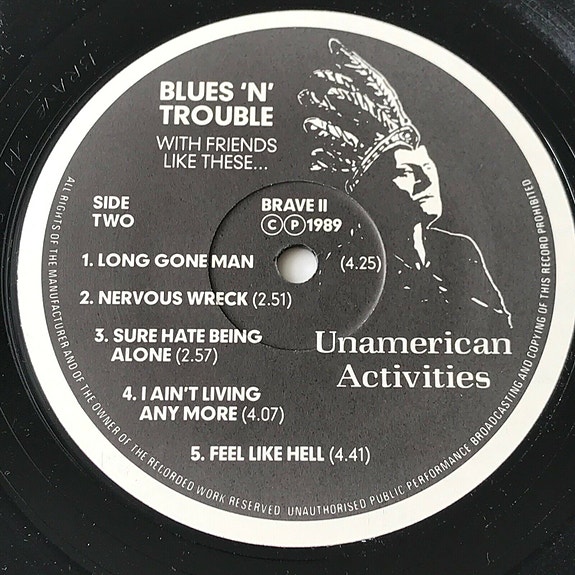 BLUES 'N'
TROUBLE
WITH FRIENDS
LIKE THESE...
SIDE
TWO
BRAVE II
© ℗ 1989
1. LONG GONE MAN (4.25)
2. NERVOUS WRECK (2.51)
3. SURE HATE BEING
ALONE (2.57)
4. I AIN'T LIVING
ANY MORE (4.07)
5. FEEL LIKE HELL (4.41)
Unamerican
Activities
ALL RIGHTS OF THE MANUFACTURER AND OF THE OWNER OF THE RECORDED WORK RESERVED UNAUTHORISED PUBLIC PERFORMANCE BROADCASTING AND COPYING OF THIS RECORD PROHIBITED